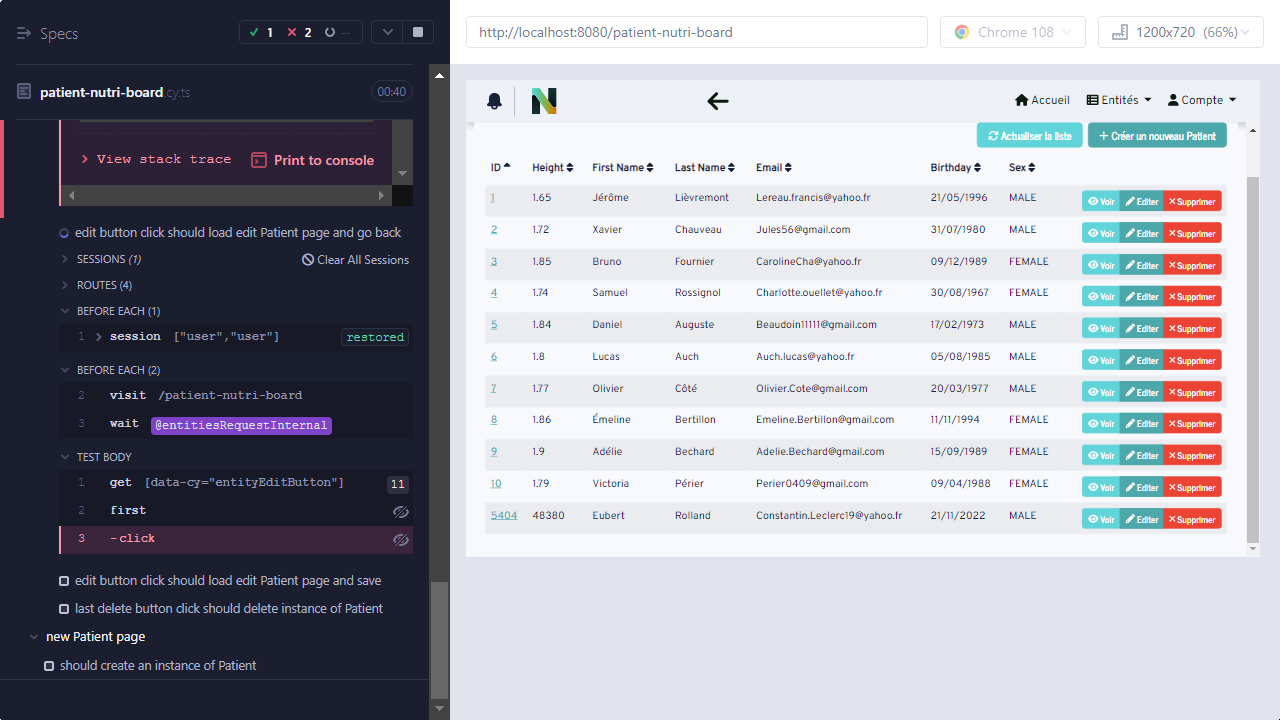 Specs
1
2
--
patient-nutri-board.cy.ts
00:40
View stack trace
Print to console
edit button click should load edit Patient page and go back
SESSIONS (1)
Clear All Sessions
ROUTES (4)
BEFORE EACH (1)
1 session ["user","user"] restored
BEFORE EACH (2)
2 visit /patient-nutri-board
3 wait @entitiesRequestInternal
TEST BODY
1 get [data-cy="entityEditButton"] 11
2 first
3 -click
edit button click should load edit Patient page and save
last delete button click should delete instance of Patient
new Patient page
should create an instance of Patient
http://localhost:8080/patient-nutri-board
Chrome 108
1200x720 (66%)
N
Accueil
Entités
Compte
Actualiser la liste
Créer un nouveau Patient
ID Height First Name Last Name Email Birthday Sex
1 1.65 Jérôme Lièvremont Lereau.francis@yahoo.fr 21/05/1996 MALE Voir Editer Supprimer
2 1.72 Xavier Chauveau Jules56@gmail.com 31/07/1980 MALE Voir Editer Supprimer
3 1.85 Bruno Fournier CarolineCha@yahoo.fr 09/12/1989 FEMALE Voir Editer Supprimer
4 1.74 Samuel Rossignol Charlotte.ouellet@yahoo.fr 30/08/1967 FEMALE Voir Editer Supprimer
5 1.84 Daniel Auguste Beaudoin11111@gmail.com 17/02/1973 MALE Voir Editer Supprimer
6 1.8 Lucas Auch Auch.lucas@yahoo.fr 05/08/1985 MALE Voir Editer Supprimer
7 1.77 Olivier Côté Olivier.Cote@gmail.com 20/03/1977 MALE Voir Editer Supprimer
8 1.86 Émeline Bertillon Emeline.Bertillon@gmail.com 11/11/1994 FEMALE Voir Editer Supprimer
9 1.9 Adélie Bechard Adelie.Bechard@gmail.com 15/09/1989 FEMALE Voir Editer Supprimer
10 1.79 Victoria Périer Perier0409@gmail.com 09/04/1988 FEMALE Voir Editer Supprimer
5404 48380 Eubert Rolland Constantin.Leclerc19@yahoo.fr 21/11/2022 MALE Voir Editer Supprimer